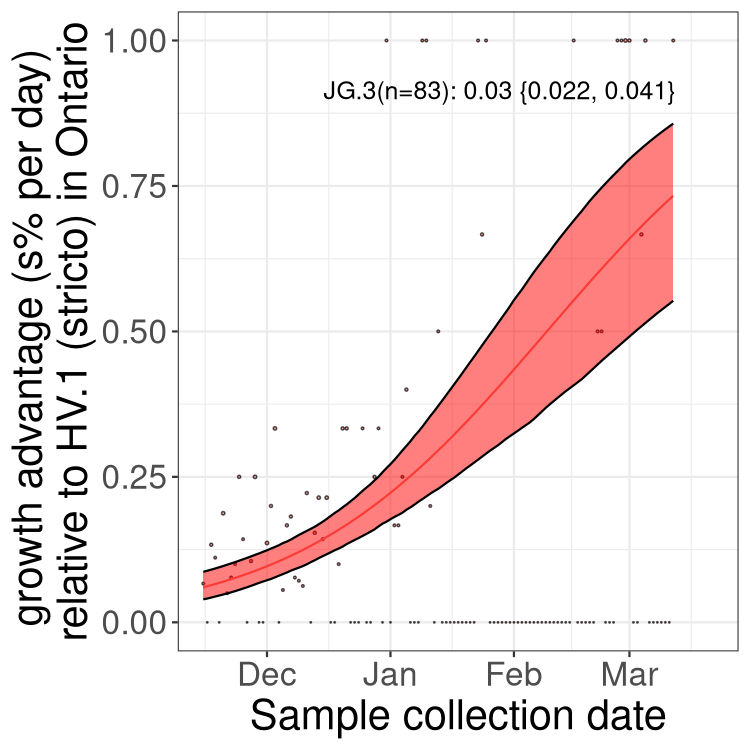 growth advantage (s% per day)
relative to HV.1 (stricto) in Ontario
1.00
0.75
0.50
0.25
0.00
JG.3(n=83): 0.03 {0.022, 0.041}
Dec Jan Feb Mar
Sample collection date